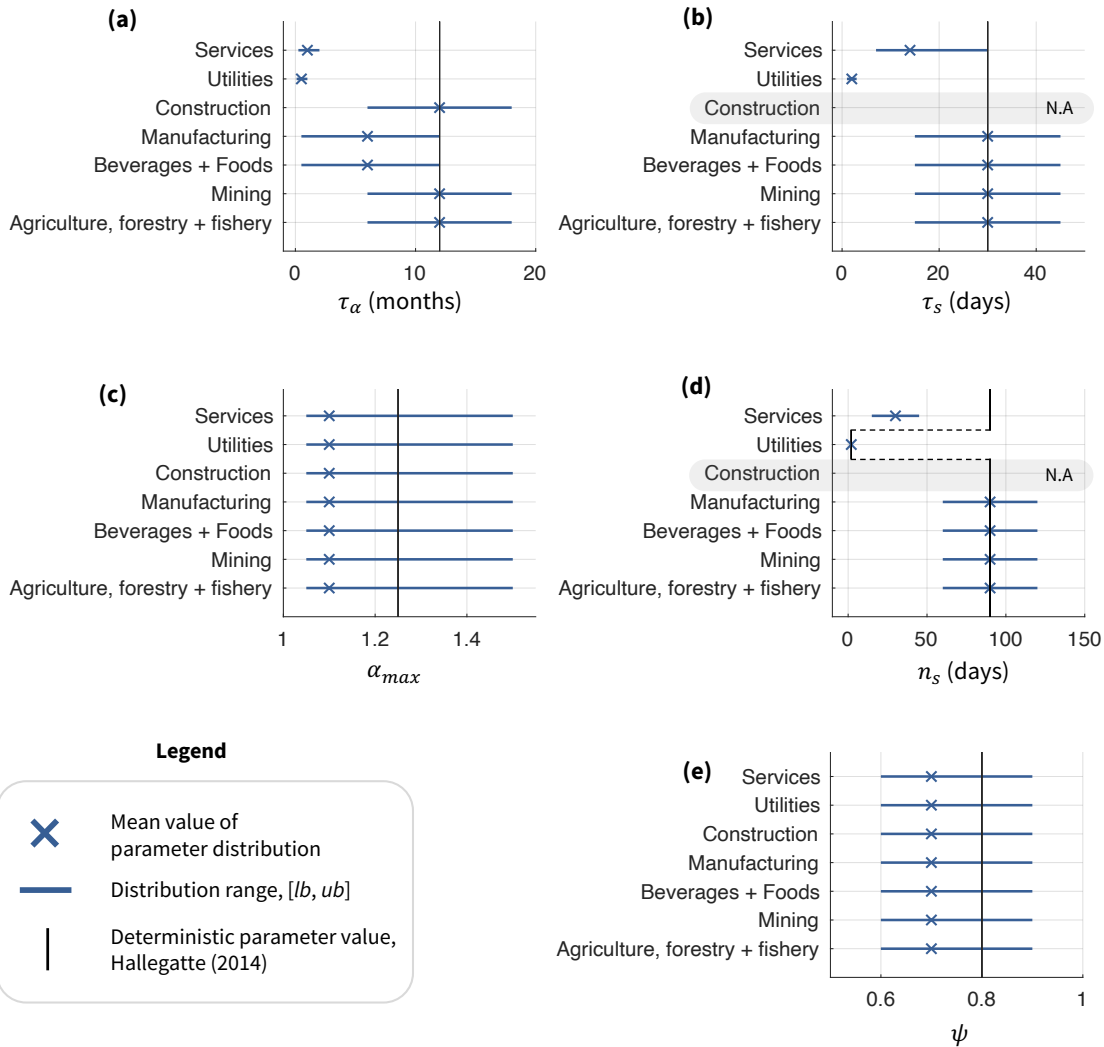 (a)
Services
Utilities
Construction
Manufacturing
Beverages + Foods
Mining
Agriculture, forestry + fishery
0 10 20
τα (months)
(b)
Services
Utilities
Construction N.A
Manufacturing
Beverages + Foods
Mining
Agriculture, forestry + fishery
0 20 40
τs (days)
(c)
Services
Utilities
Construction
Manufacturing
Beverages + Foods
Mining
Agriculture, forestry + fishery
1 1.2 1.4
αmax
(d)
Services
Utilities
Construction N.A
Manufacturing
Beverages + Foods
Mining
Agriculture, forestry + fishery
0 50 100 150
ns (days)
Legend
Mean value of
parameter distribution
Distribution range, [lb, ub]
Deterministic parameter value,
Hallegatte (2014)
(e)
Services
Utilities
Construction
Manufacturing
Beverages + Foods
Mining
Agriculture, forestry + fishery
0.6 0.8 1
ψ